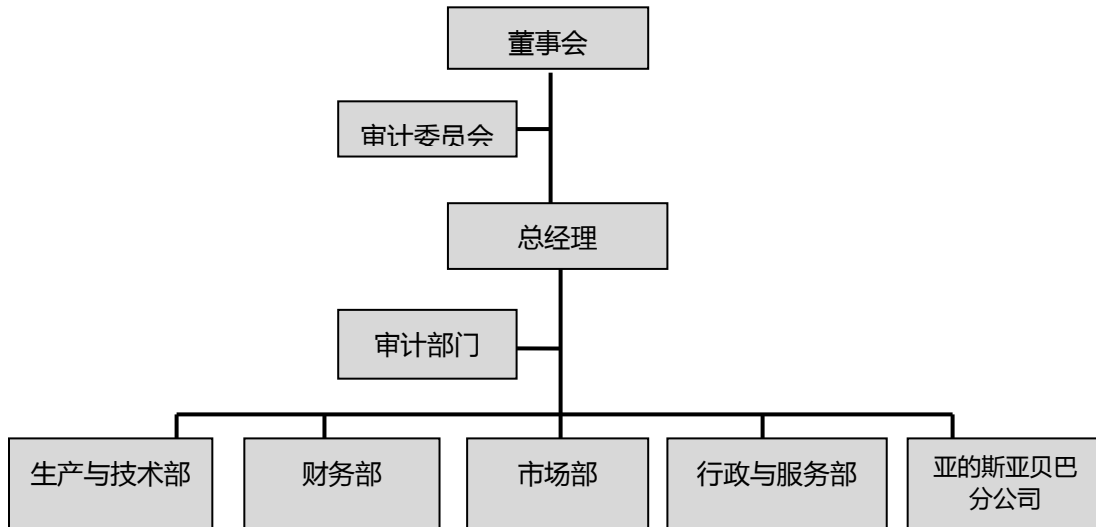 董事会
审计委员会
总经理
审计部门
生产与技术部
财务部
市场部
行政与服务部
亚的斯亚贝巴
分公司